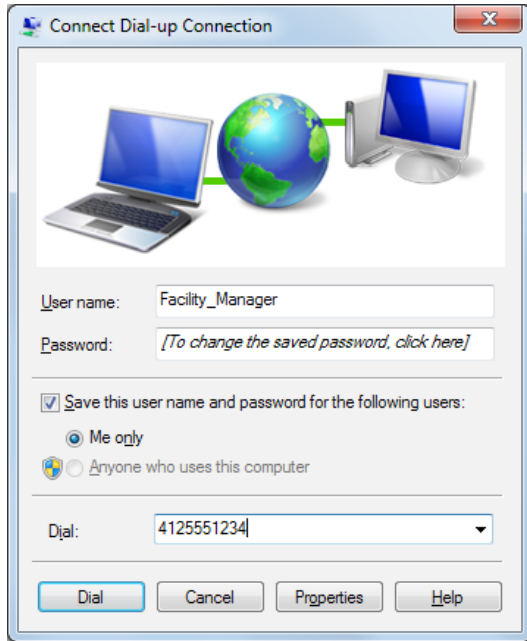 Connect Dial-up Connection
User name: Facility_Manager
Password: [To change the saved password, click here]
Save this user name and password for the following users:
Me only
Anyone who uses this computer
Dial: 4125551234
Dial Cancel Properties Help